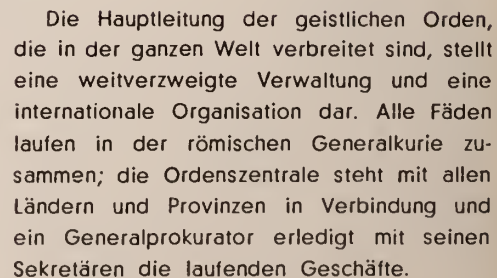 Die Hauptleitung der geistlichen Orden,
die in der ganzen Welt verbreitet sind, stellt
eine weitverzweigte Verwaltung und eine
internationale Organisation dar. Alle Fäden
laufen in der römischen Generalkurie zu-
sammen; die Ordenszentrale steht mit allen
Ländern und Provinzen in Verbindung und
ein Generalprokurator erledigt mit seinen
Sekretären die laufenden Geschäfte.